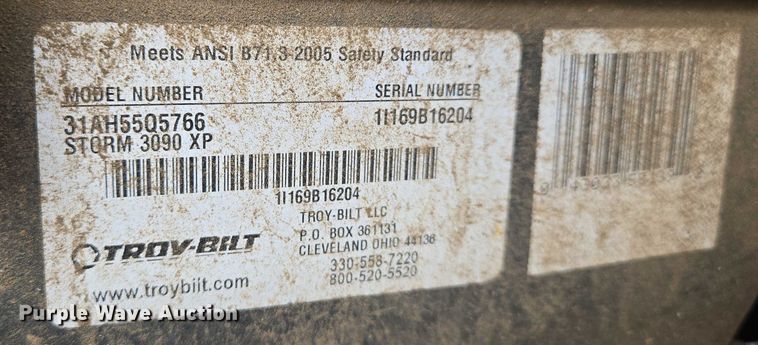 Meets ANSI B71.3-2005 Safety Standard
MODEL NUMBER SERIAL NUMBER
31AH55Q5766 1I169B16204
STORM 3090 XP
1I169B16204
TROY-BILT LLC
P.O. BOX 361131
CLEVELAND OHIO 44136
330-558-7220
800-520-5520
TROY-BILT
www.troybilt.com
Purple Wave Auction